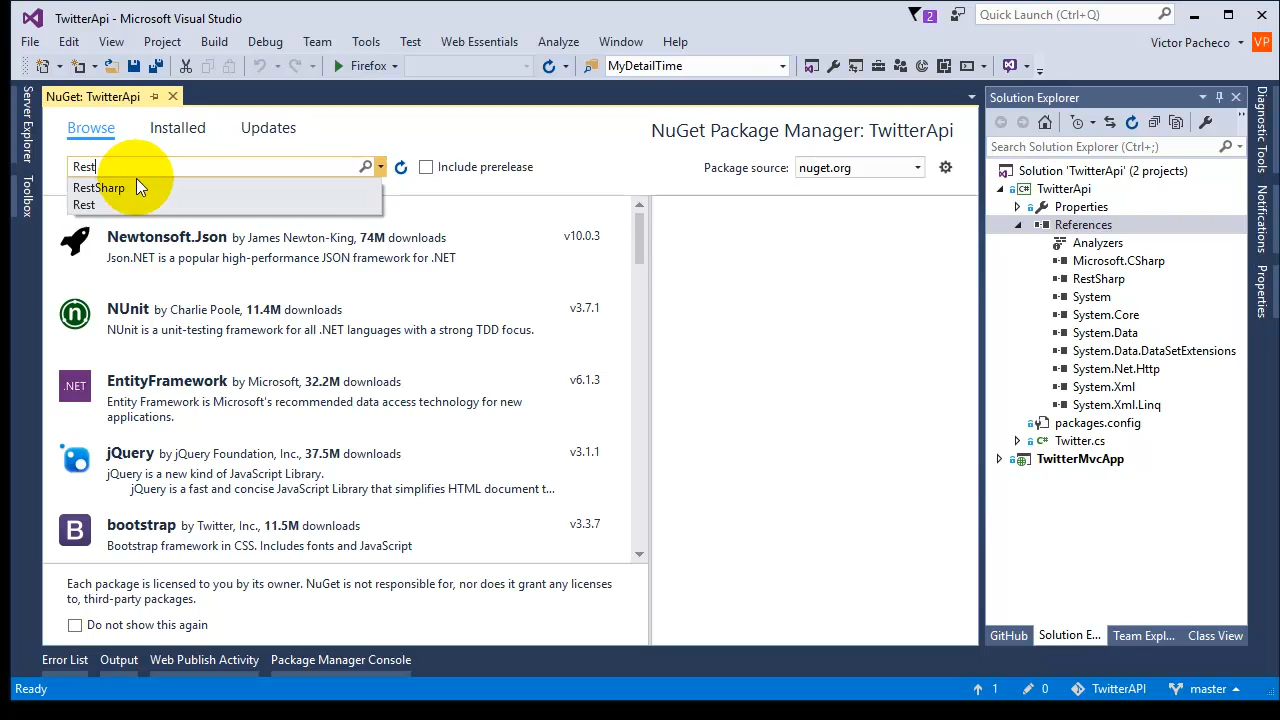 TwitterApi - Microsoft Visual Studio
2
Quick Launch (Ctrl+Q)
File Edit View Project Build Debug Team Tools Test Web Essentials Analyze Window Help
Victor Pacheco
VP
Firefox
MyDetailTime
Server Explorer
Toolbox
NuGet: TwitterApi
Browse Installed Updates
NuGet Package Manager: TwitterApi
Rest
Include prerelease
Package source: nuget.org
RestSharp
Rest
Newtonsoft.Json by James Newton-King, 74M downloads v10.0.3
Json.NET is a popular high-performance JSON framework for .NET
NUnit by Charlie Poole, 11.4M downloads v3.7.1
NUnit is a unit-testing framework for all .NET languages with a strong TDD focus.
.NET
EntityFramework by Microsoft, 32.2M downloads v6.1.3
Entity Framework is Microsoft's recommended data access technology for new
applications.
jQuery by jQuery Foundation, Inc., 37.5M downloads v3.1.1
jQuery is a new kind of JavaScript Library.
jQuery is a fast and concise JavaScript Library that simplifies HTML document t...
B
bootstrap by Twitter, Inc., 11.5M downloads v3.3.7
Bootstrap framework in CSS. Includes fonts and JavaScript
Each package is licensed to you by its owner. NuGet is not responsible for, nor does it grant any licenses
to, third-party packages.
Do not show this again
Solution Explorer
Search Solution Explorer (Ctrl+;)
Solution 'TwitterApi' (2 projects)
TwitterApi
Properties
References
Analyzers
Microsoft.CSharp
RestSharp
System
System.Core
System.Data
System.Data.DataSetExtensions
System.Net.Http
System.Xml
System.Xml.Linq
packages.config
C# Twitter.cs
TwitterMvcApp
GitHub Solution E... Team Expl... Class View
Diagnostic Tools
Notifications
Properties
Error List Output Web Publish Activity Package Manager Console
Ready
1 0 TwitterAPI master